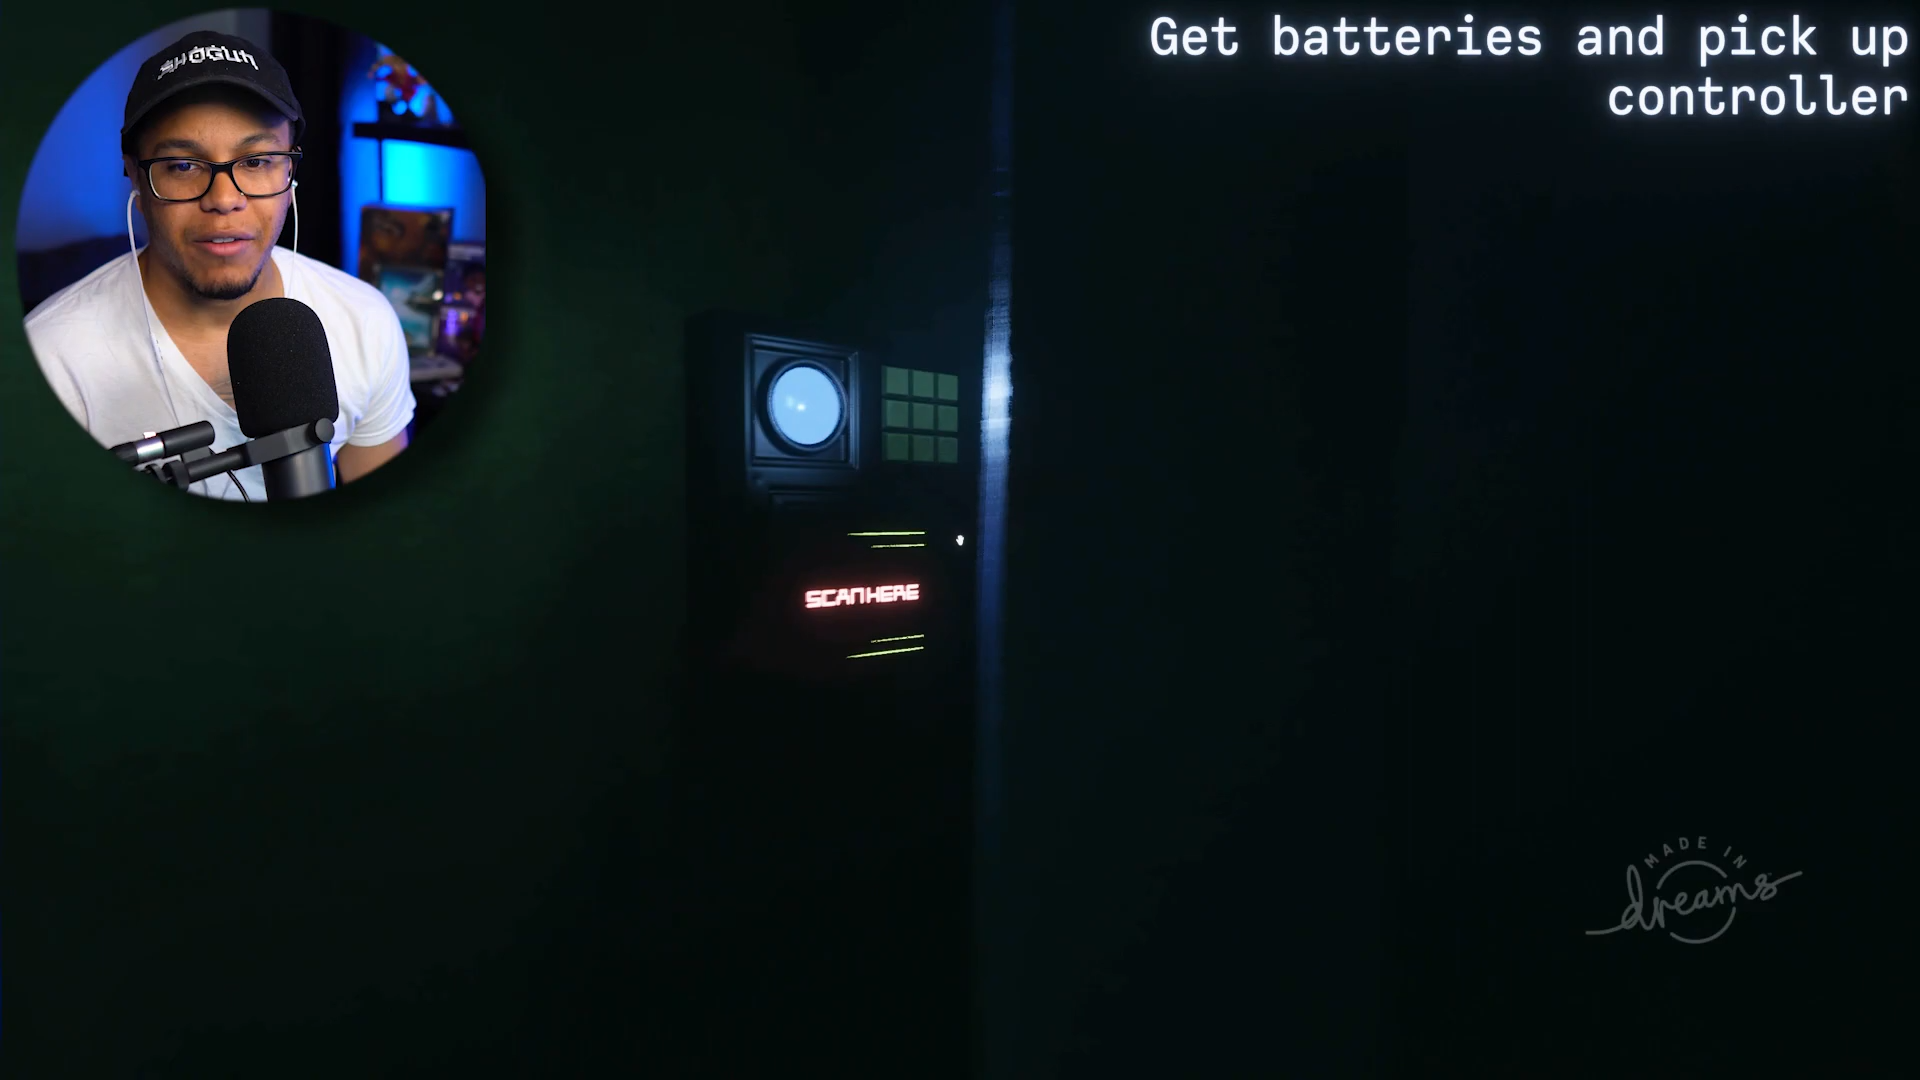 SHOGUN
Get batteries and pick up
controller
SCAN HERE
MADE IN
dreams